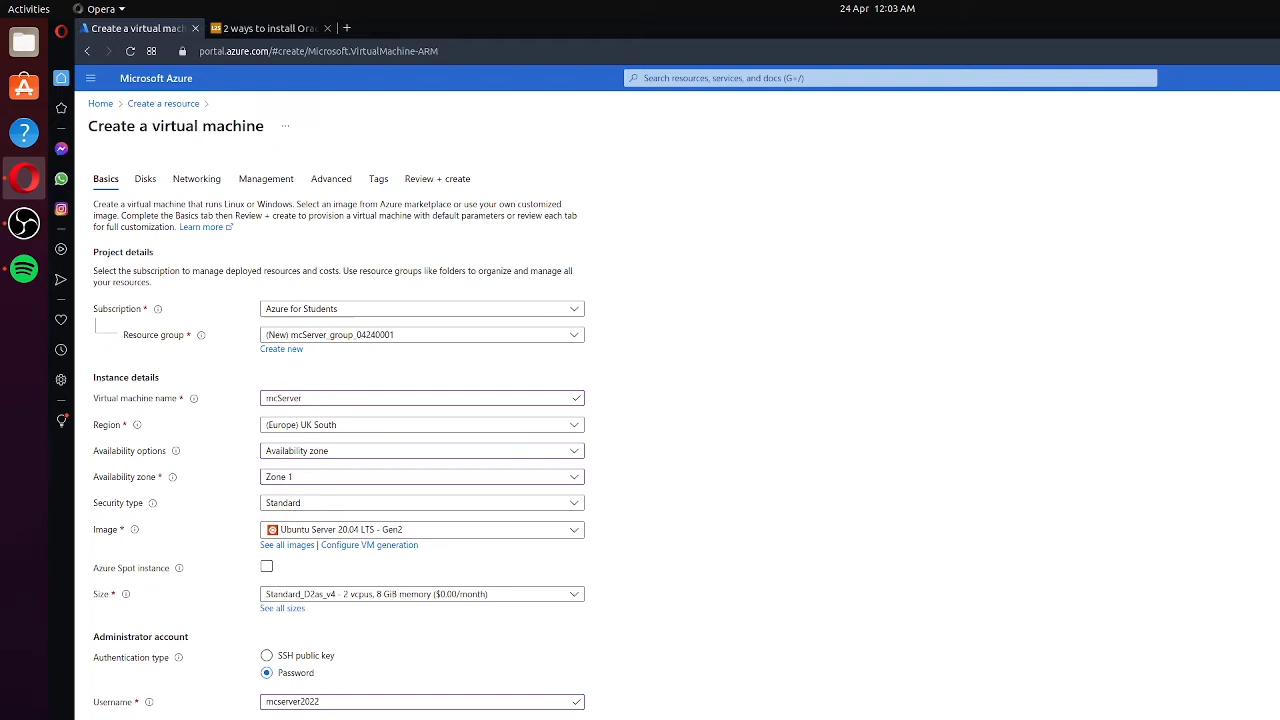 Activities
Opera
24 Apr 12:03 AM
Create a virtual mach
2 ways to install Orac
portal.azure.com/#create/Microsoft.VirtualMachine-ARM
Microsoft Azure
Search resources, services, and docs (G+/)
Home > Create a resource >
Create a virtual machine ...
Basics Disks Networking Management Advanced Tags Review + create
Create a virtual machine that runs Linux or Windows. Select an image from Azure marketplace or use your own customized
image. Complete the Basics tab then Review + create to provision a virtual machine with default parameters or review each tab
for full customization. Learn more
Project details
Select the subscription to manage deployed resources and costs. Use resource groups like folders to organize and manage all
your resources.
Subscription *
Azure for Students
Resource group *
(New) mcServer_group_04240001
Create new
Instance details
Virtual machine name *
mcServer
Region *
(Europe) UK South
Availability options
Availability zone
Availability zone *
Zone 1
Security type
Standard
Image *
Ubuntu Server 20.04 LTS - Gen2
See all images | Configure VM generation
Azure Spot instance
Size *
Standard_D2as_v4 - 2 vcpus, 8 GiB memory ($0.00/month)
See all sizes
Administrator account
Authentication type
SSH public key
Password
Username *
mcserver2022